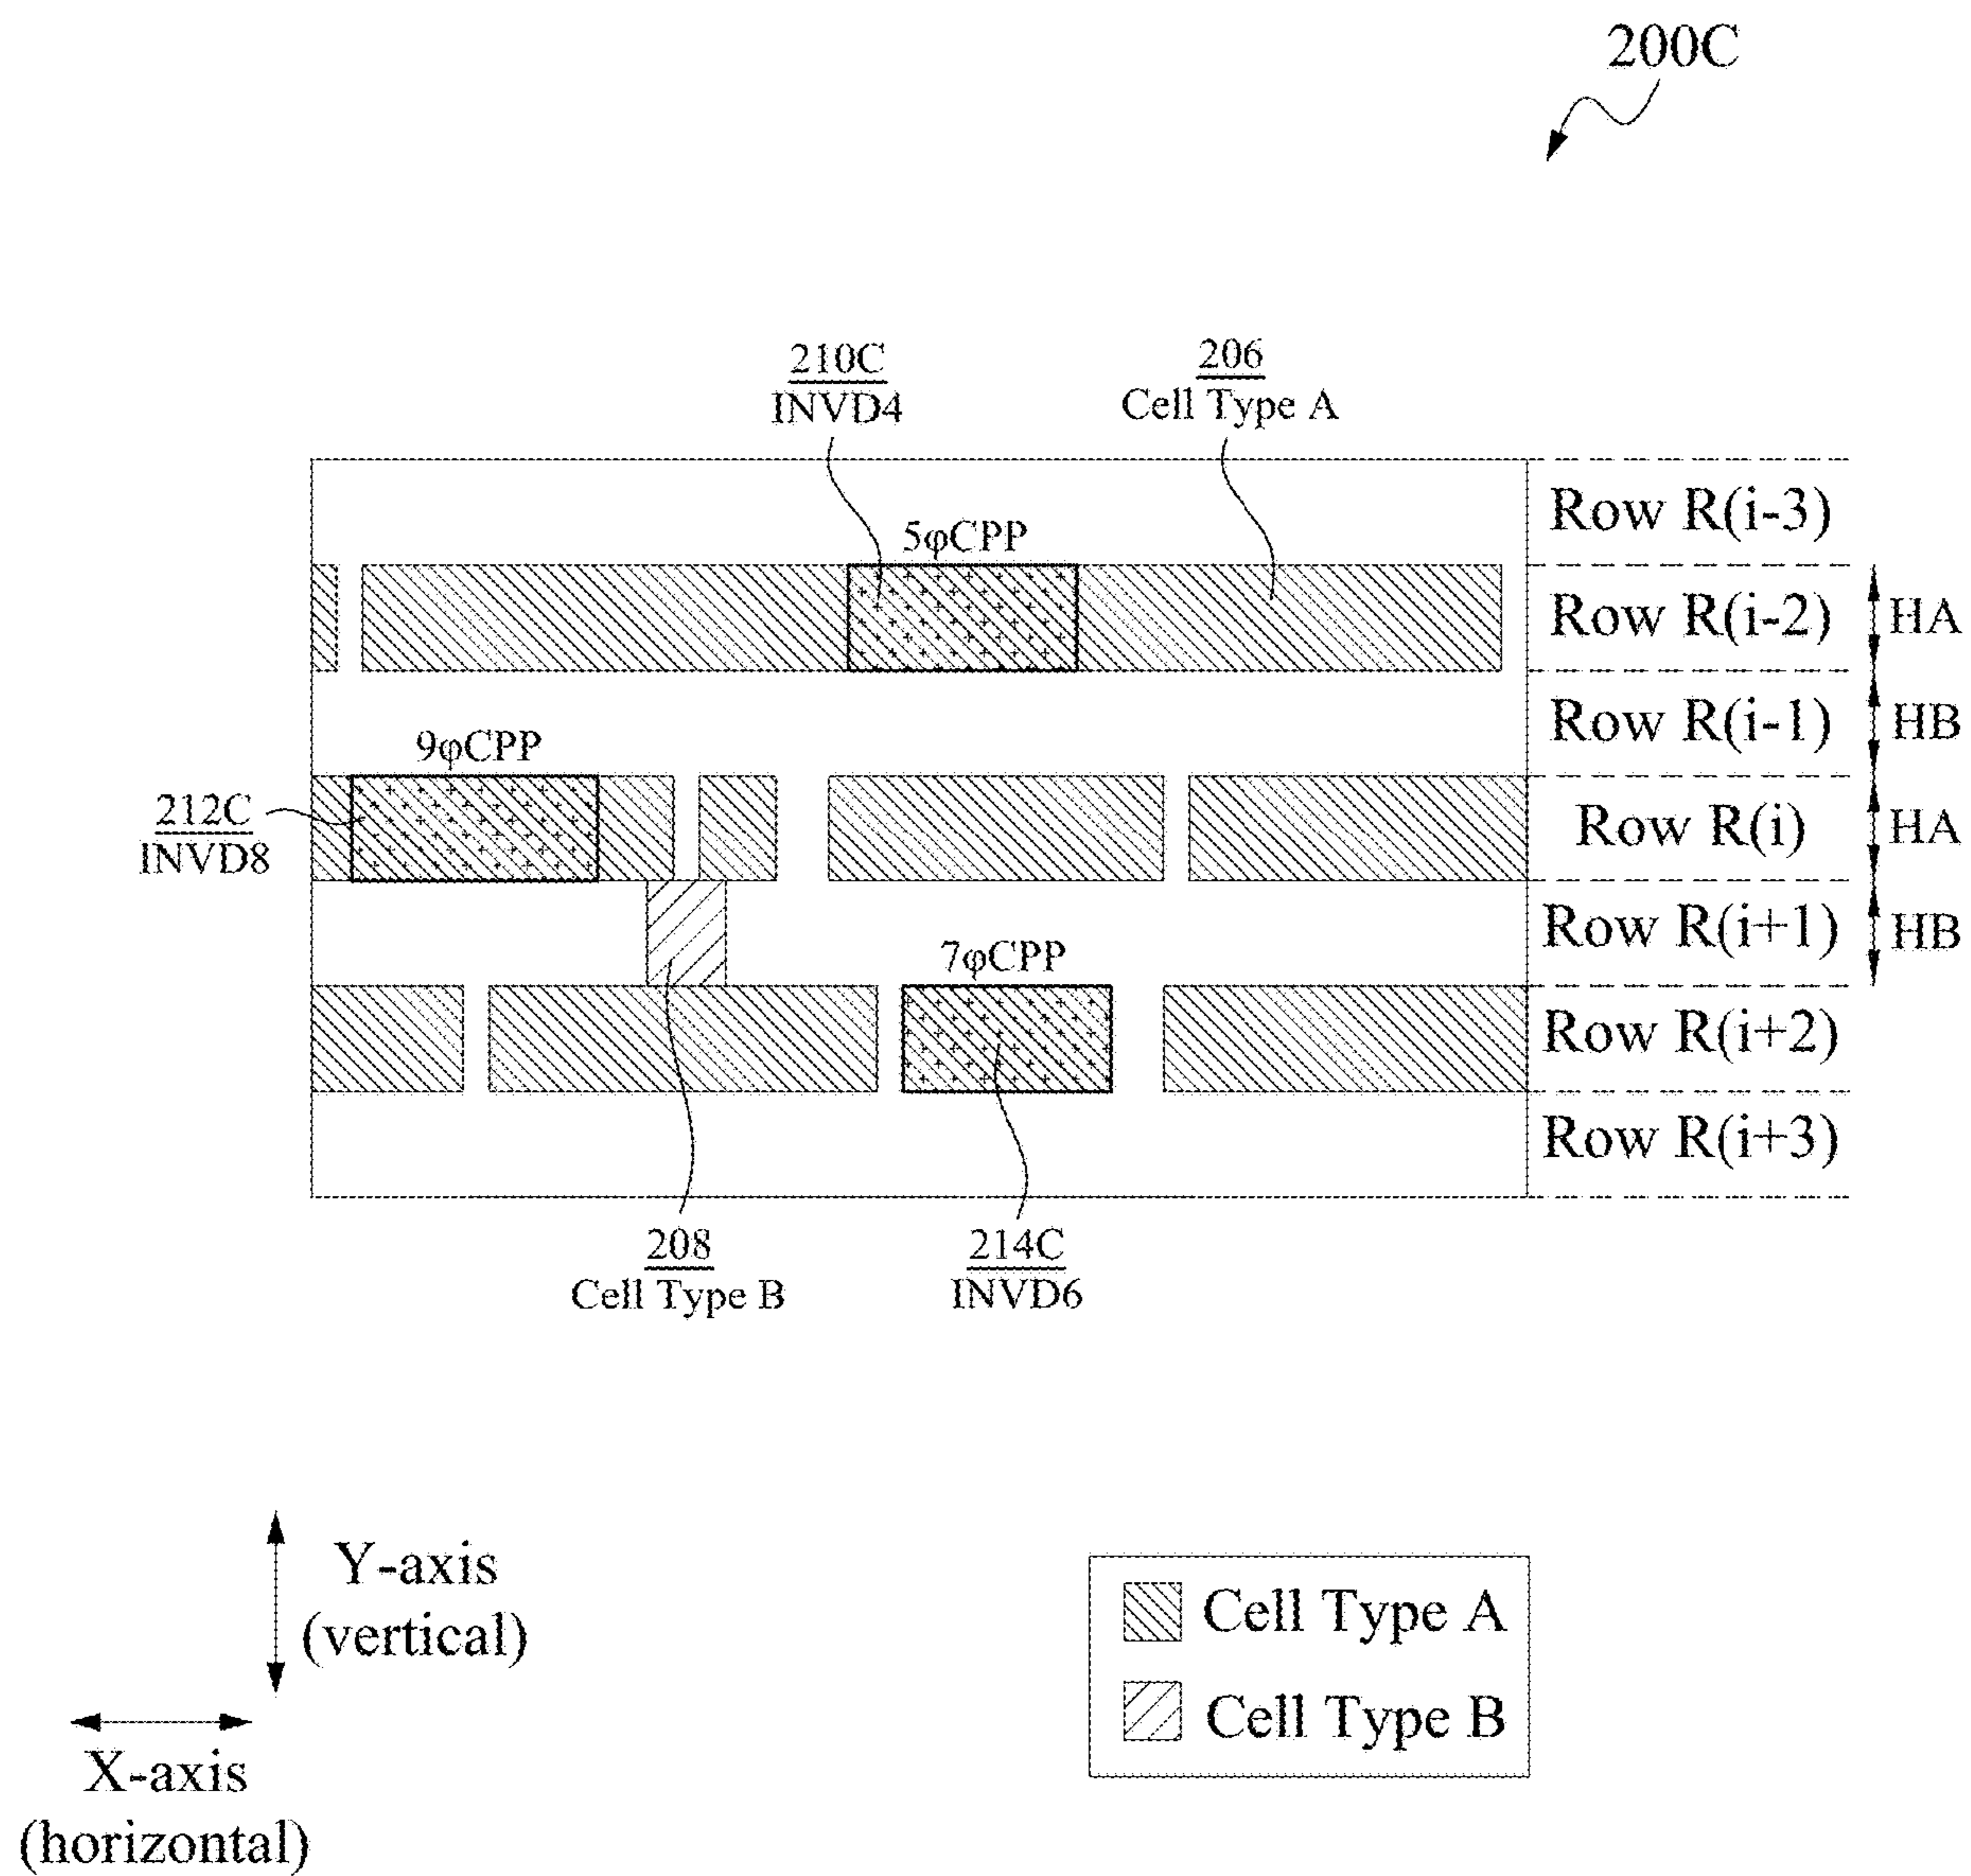 200C
210C
INVD4
206
Cell Type A
Row R(i-3)
5φCPP
Row R(i-2)
HA
Row R(i-1)
HB
9φCPP
212C
INVD8
Row R(i)
HA
Row R(i+1)
HB
7φCPP
Row R(i+2)
Row R(i+3)
208
Cell Type B
214C
INVD6
Y-axis
(vertical)
X-axis
(horizontal)
Cell Type A
Cell Type B